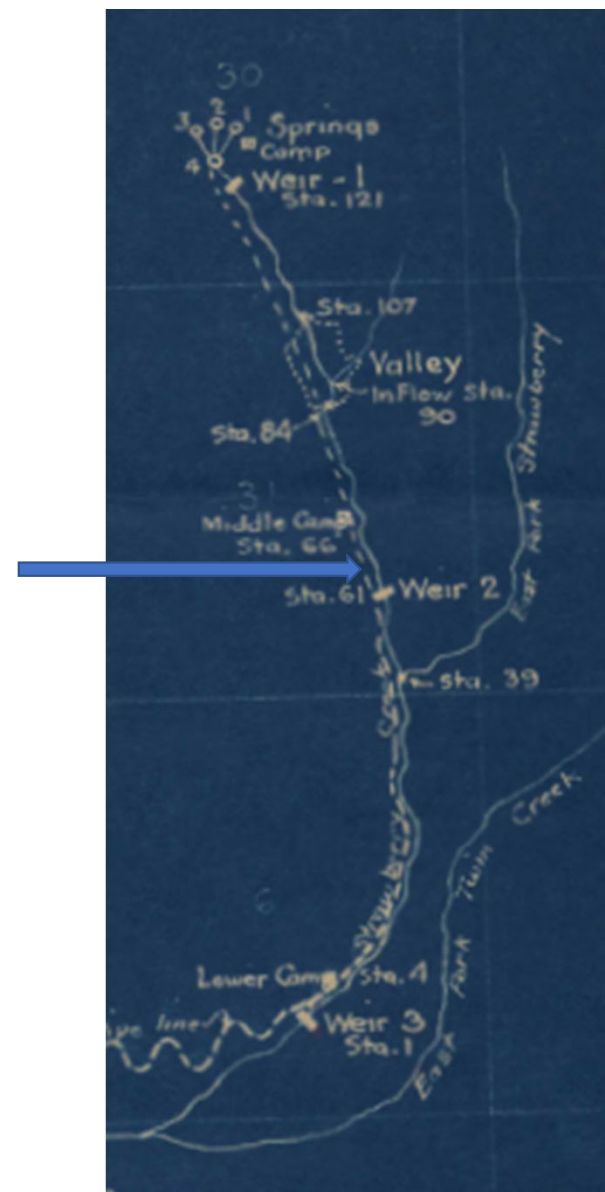 30
3 2 1
4
Springs
Camp
Weir - 1
Sta. 121
Sta. 107
Valley
InFlow Sta.
90
Sta. 84
31
Middle Camp
Sta. 66
Sta. 61
Weir 2
East Fork Strawberry
Sta. 39
Strawberry Creek
6
East Fork Twin Creek
Lower Camp
Sta. 4
Weir 3
Sta. 1
line